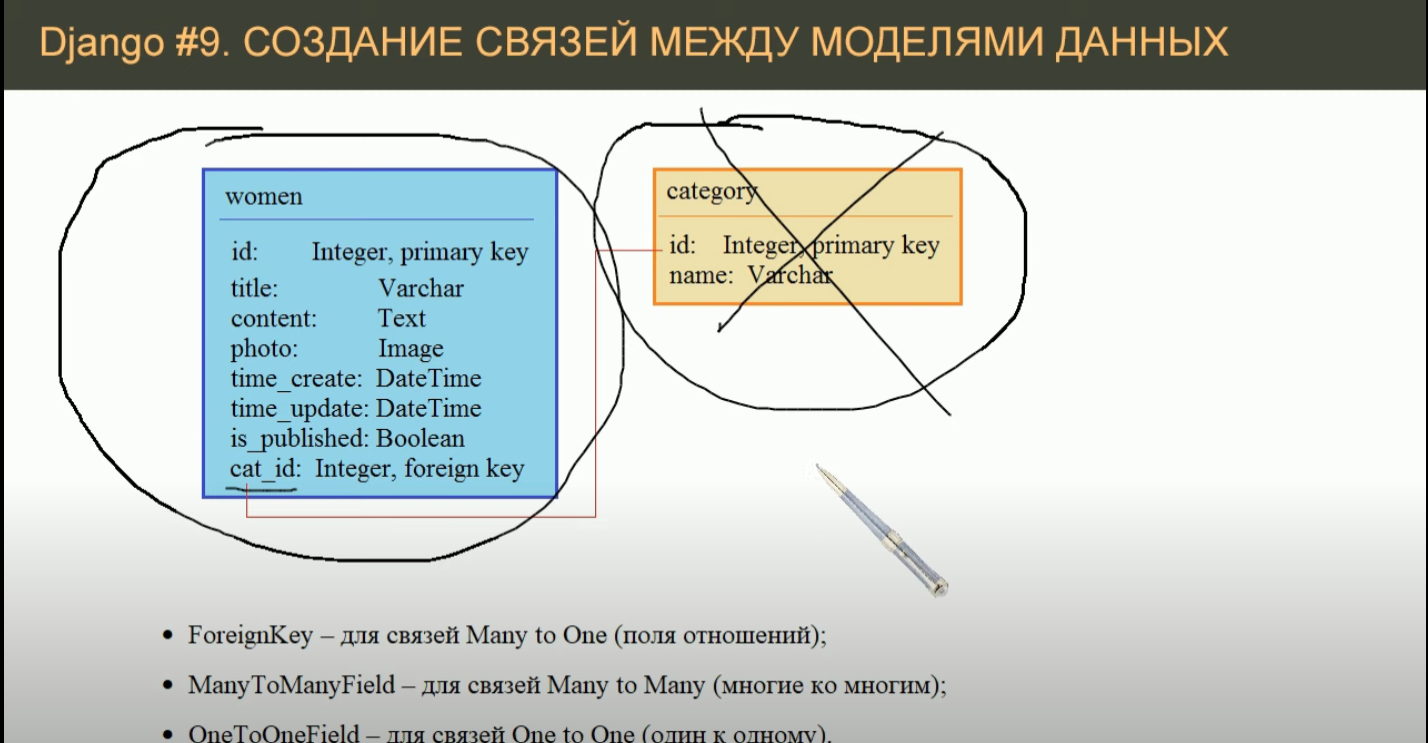 Django #9. СОЗДАНИЕ СВЯЗЕЙ МЕЖДУ МОДЕЛЯМИ ДАННЫХ
women
id: Integer, primary key
title: Varchar
content: Text
photo: Image
time_create: DateTime
time_update: DateTime
is_published: Boolean
cat_id: Integer, foreign key
category
id: Integer, primary key
name: Varchar
• ForeignKey – для связей Many to One (поля отношений);
• ManyToManyField – для связей Many to Many (многие ко многим);
• OneToOneField – для связей One to One (один к одному).